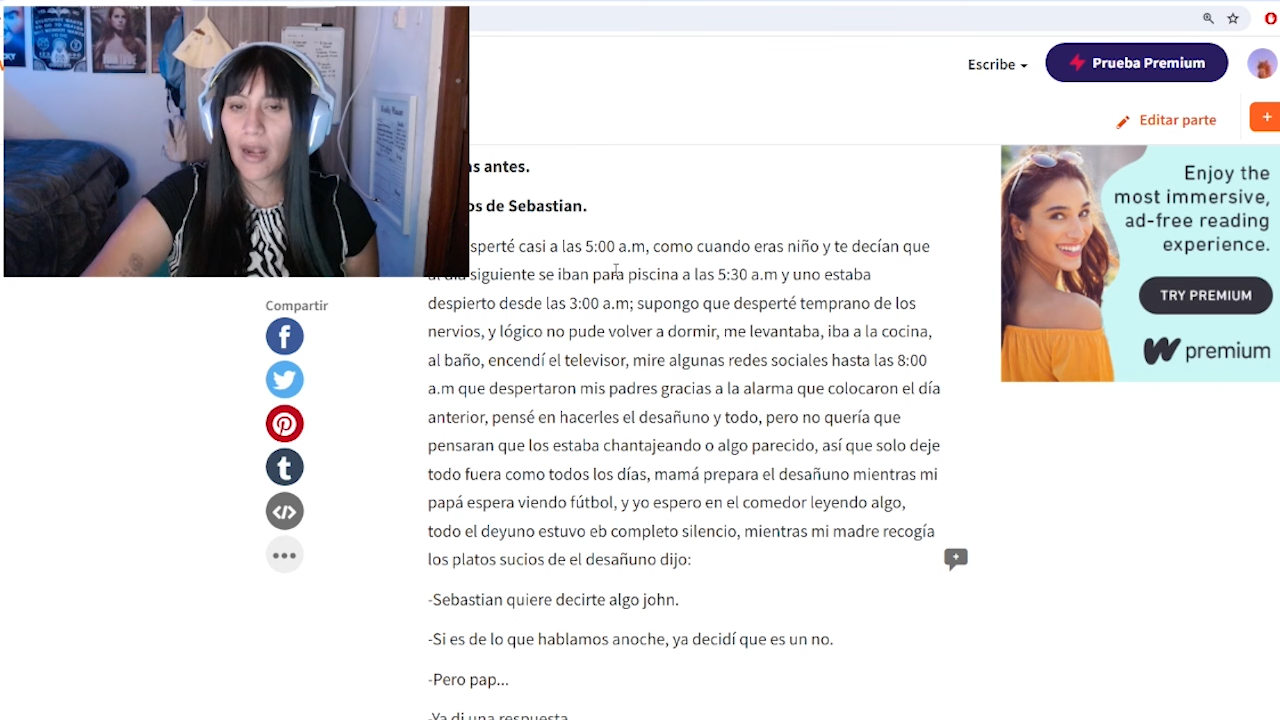 Escribe
Prueba Premium
Editar parte
+
as antes.
os de Sebastian.
sperté casi a las 5:00 a.m, como cuando eras niño y te decían que
al día siguiente se iban para piscina a las 5:30 a.m y uno estaba
despierto desde las 3:00 a.m; supongo que desperté temprano de los
nervios, y lógico no pude volver a dormir, me levantaba, iba a la cocina,
al baño, encendí el televisor, mire algunas redes sociales hasta las 8:00
a.m que despertaron mis padres gracias a la alarma que colocaron el día
anterior, pensé en hacerles el desañuno y todo, pero no quería que
pensaran que los estaba chantajeando o algo parecido, así que solo deje
todo fuera como todos los días, mamá prepara el desañuno mientras mi
papá espera viendo fútbol, y yo espero en el comedor leyendo algo,
todo el deyuno estuvo eb completo silencio, mientras mi madre recogía
los platos sucios de el desañuno dijo:
-Sebastian quiere decirte algo john.
-Si es de lo que hablamos anoche, ya decidí que es un no.
-Pero pap...
-Ya di una respuesta
Compartir
Enjoy the
most immersive,
ad-free reading
experience.
TRY PREMIUM
premium